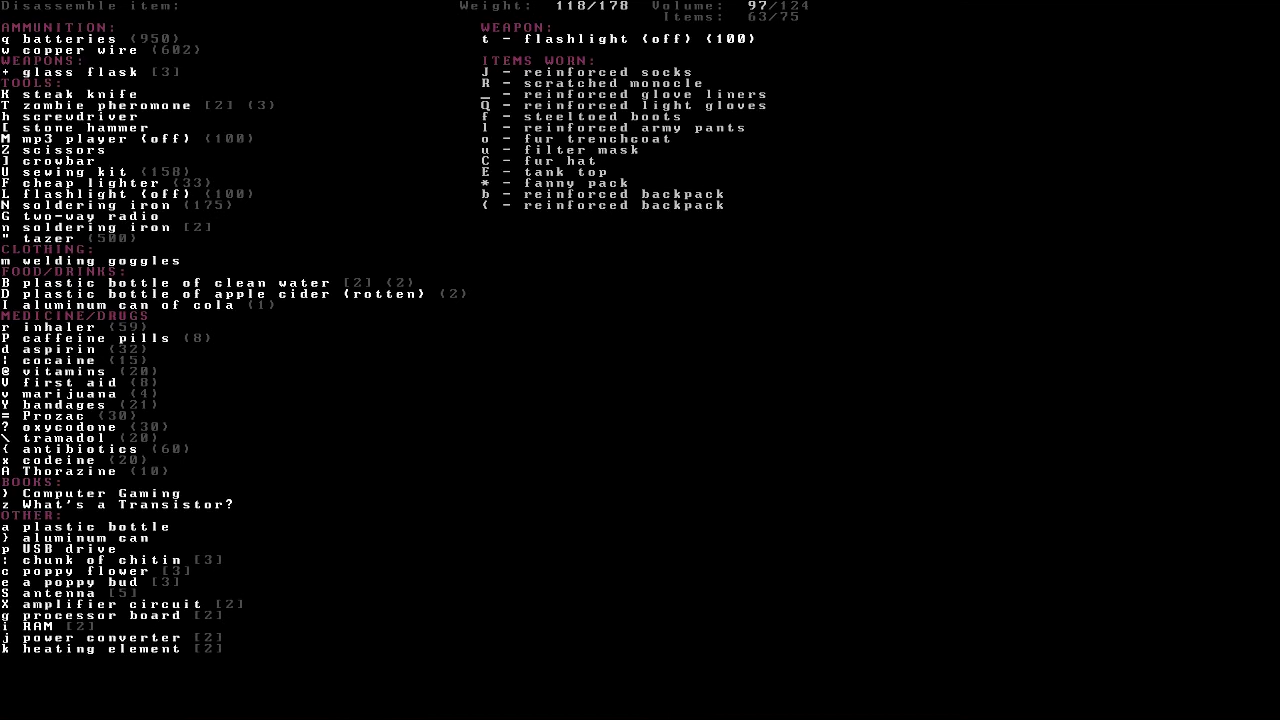 Disassemble item: Weight: 118/178 Volume: 97/124
Items: 63/75
AMMUNITION: WEAPON:
q batteries (950) t - flashlight (off) (100)
w copper wire (602)
WEAPONS: ITEMS WORN:
+ glass flask [3] J - reinforced socks
TOOLS: R - scratched monocle
K steak knife _ - reinforced glove liners
T zombie pheromone [2] (3) Q - reinforced light gloves
h screwdriver f - steeltoed boots
[ stone hammer l - reinforced army pants
M mp3 player (off) (100) o - fur trenchcoat
Z scissors u - filter mask
] crowbar C - fur hat
U sewing kit (158) E - tank top
F cheap lighter (33) * - fanny pack
L flashlight (off) (100) b - reinforced backpack
N soldering iron (175) ( - reinforced backpack
G two-way radio
n soldering iron [2]
" tazer (500)
CLOTHING:
m welding goggles
FOOD/DRINKS:
B plastic bottle of clean water [2] (2)
D plastic bottle of apple cider (rotten) (2)
I aluminum can of cola (1)
MEDICINE/DRUGS
r inhaler (59)
P caffeine pills (8)
d aspirin (32)
¦ cocaine (15)
@ vitamins (20)
V first aid (8)
v marijuana (4)
Y bandages (21)
= Prozac (30)
? oxycodone (30)
\ tramadol (20)
{ antibiotics (60)
x codeine (20)
A Thorazine (10)
BOOKS:
) Computer Gaming
z What's a Transistor?
OTHER:
a plastic bottle
} aluminum can
p USB drive
: chunk of chitin [3]
c poppy flower [3]
e a poppy bud [3]
S antenna [5]
X amplifier circuit [2]
g processor board [2]
i RAM [2]
j power converter [2]
k heating element [2]